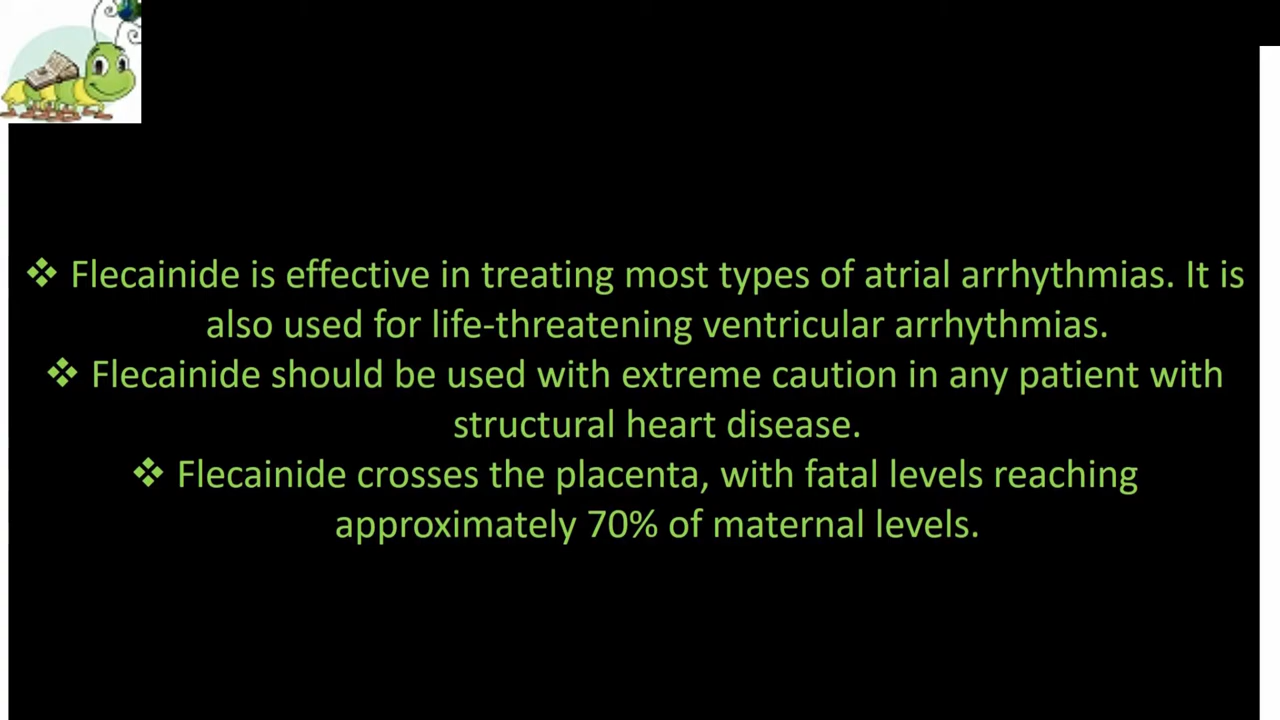 ❖ Flecainide is effective in treating most types of atrial arrhythmias. It is
also used for life-threatening ventricular arrhythmias.
❖ Flecainide should be used with extreme caution in any patient with
structural heart disease.
❖ Flecainide crosses the placenta, with fatal levels reaching
approximately 70% of maternal levels.